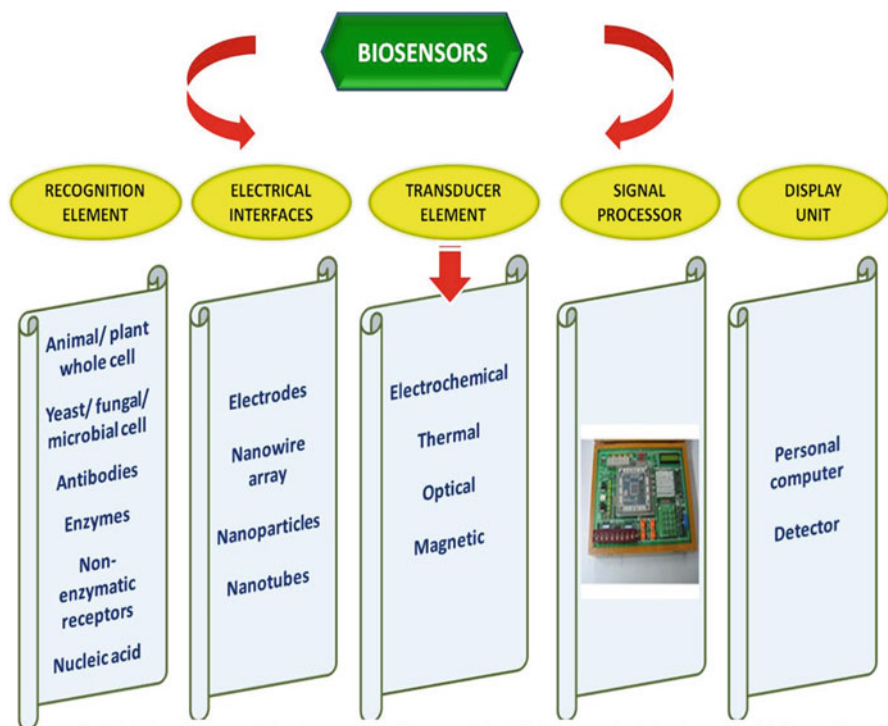 BIOSENSORS
RECOGNITION
ELEMENT
ELECTRICAL
INTERFACES
TRANSDUCER
ELEMENT
SIGNAL
PROCESSOR
DISPLAY
UNIT
Animal/ plant
whole cell
Yeast/ fungal/
microbial cell
Antibodies
Enzymes
Non-
enzymatic
receptors
Nucleic acid
Electrodes
Nanowire
array
Nanoparticles
Nanotubes
Electrochemical
Thermal
Optical
Magnetic
Personal
computer
Detector